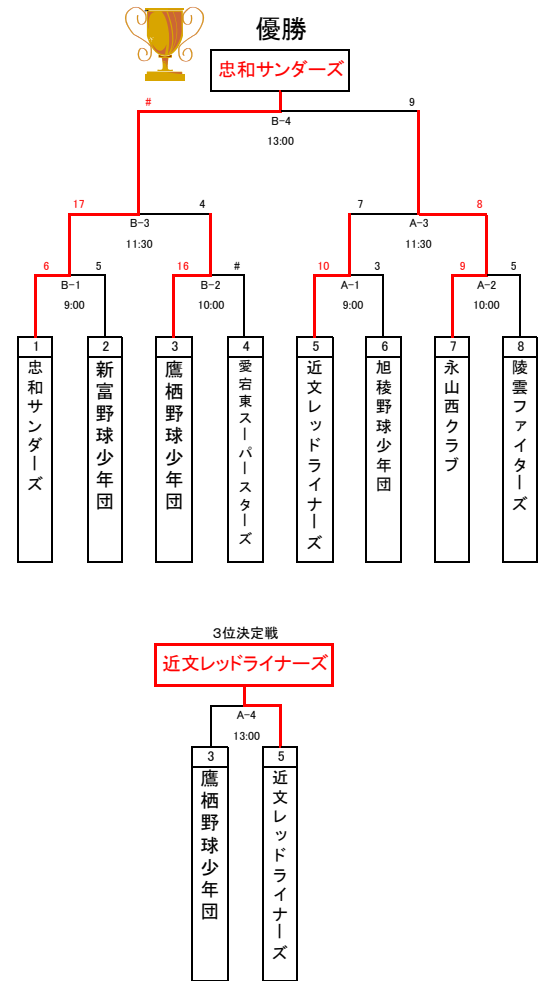 優勝
忠和サンダーズ
# 9
B-4
13:00
17 4 7 8
B-3 A-3
11:30 11:30
6 5 16 # 10 3 9 5
B-1 B-2 A-1 A-2
9:00 10:00 9:00 10:00
1 2 3 4 5 6 7 8
忠和サンダーズ
新富野球少年団
鷹栖野球少年団
愛宕東スーパースターズ
近文レッドライナーズ
旭稜野球少年団
永山西クラブ
陵雲ファイターズ
3位決定戦
近文レッドライナーズ
A-4
13:00
3 5
鷹栖野球少年団
近文レッドライナーズ